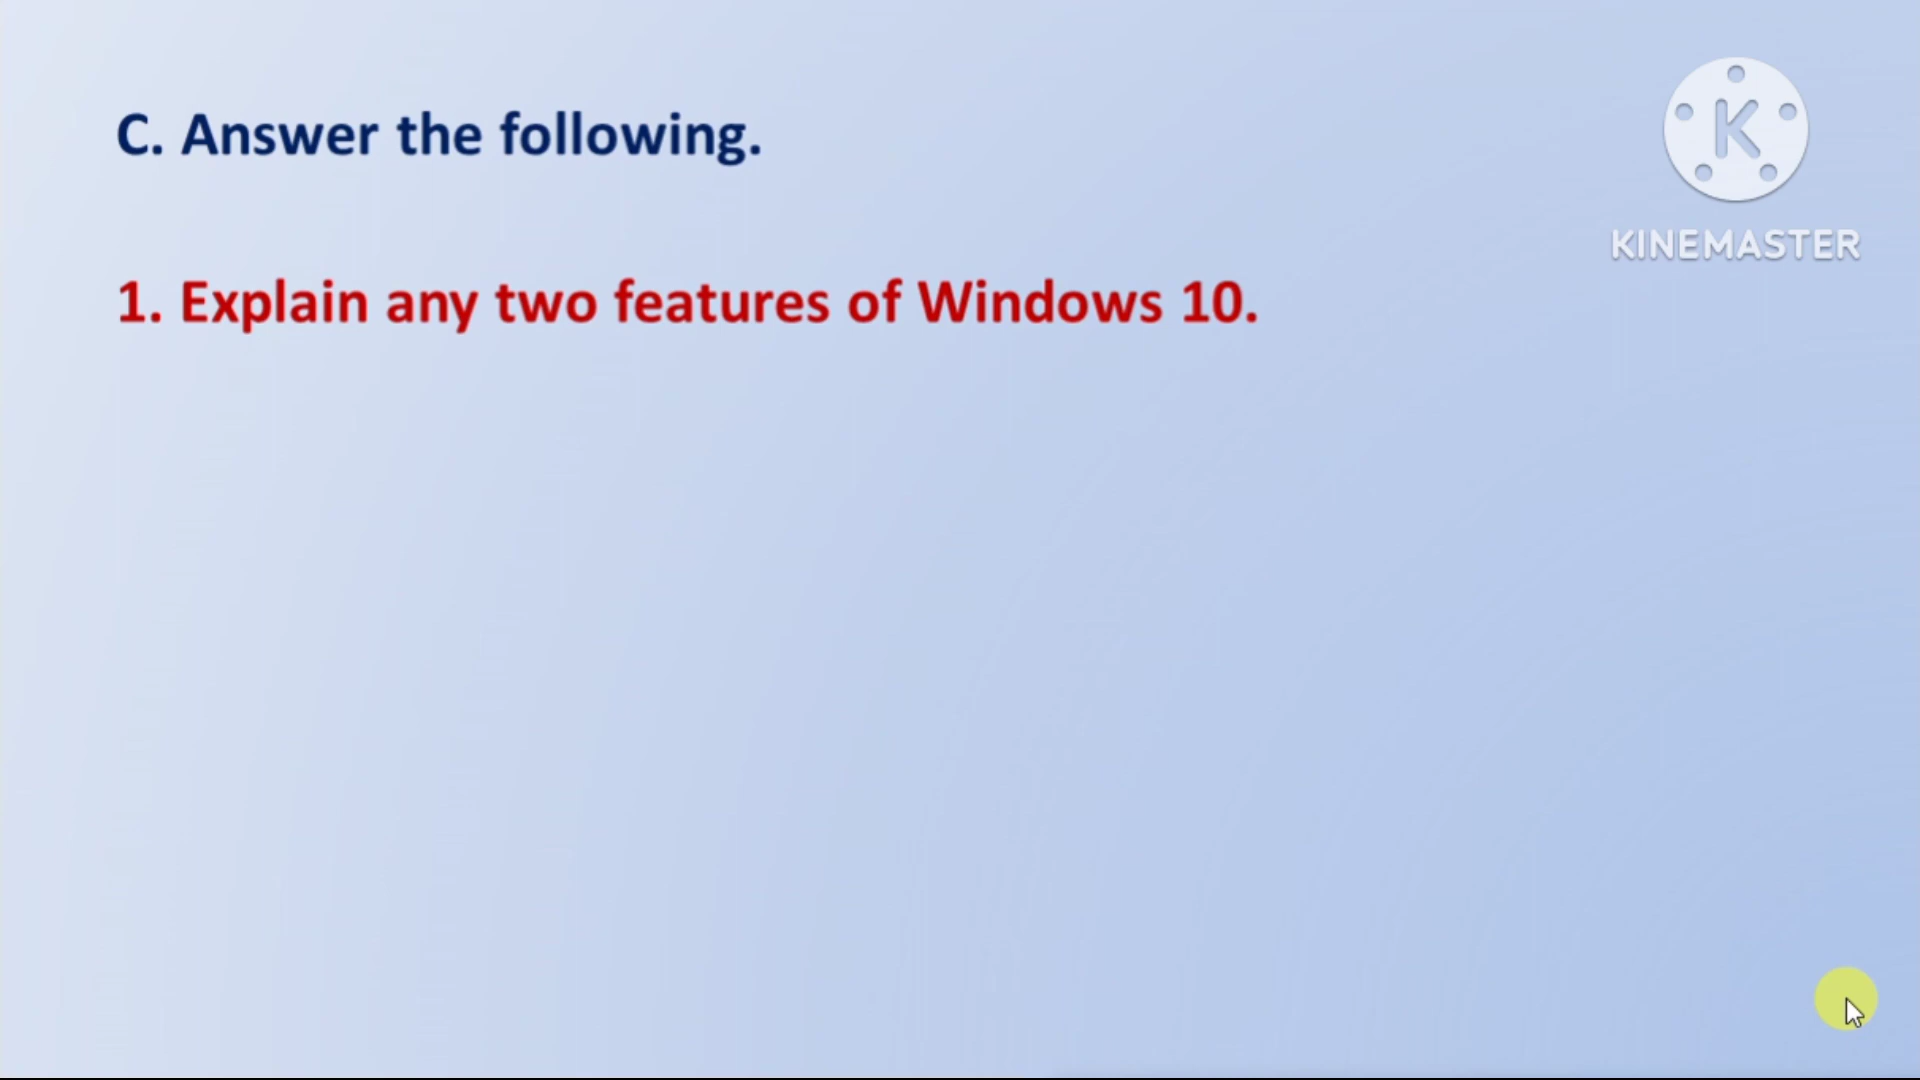 C. Answer the following.
KINEMASTER
1. Explain any two features of Windows 10.